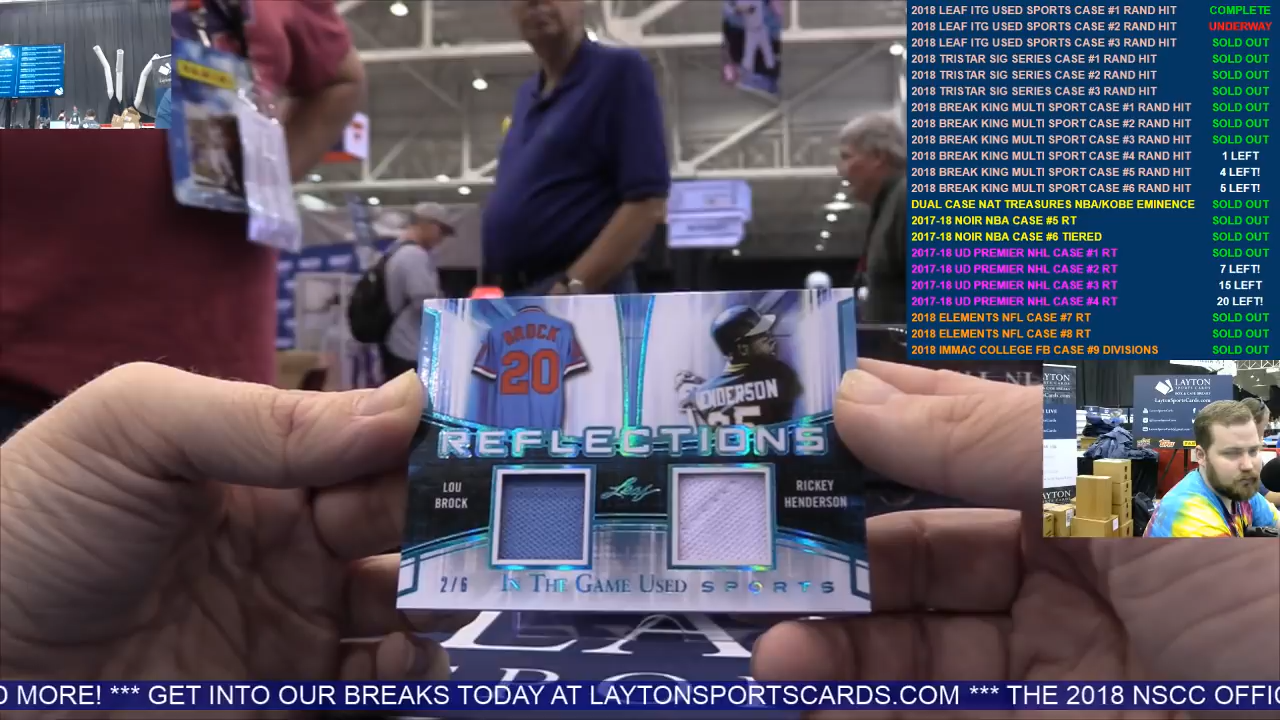 2018 LEAF ITG USED SPORTS CASE #1 RAND HIT COMPLETE
2018 LEAF ITG USED SPORTS CASE #2 RAND HIT UNDERWAY
2018 LEAF ITG USED SPORTS CASE #3 RAND HIT SOLD OUT
2018 TRISTAR SIG SERIES CASE #1 RAND HIT SOLD OUT
2018 TRISTAR SIG SERIES CASE #2 RAND HIT SOLD OUT
2018 TRISTAR SIG SERIES CASE #3 RAND HIT SOLD OUT
2018 BREAK KING MULTI SPORT CASE #1 RAND HIT SOLD OUT
2018 BREAK KING MULTI SPORT CASE #2 RAND HIT SOLD OUT
2018 BREAK KING MULTI SPORT CASE #3 RAND HIT SOLD OUT
2018 BREAK KING MULTI SPORT CASE #4 RAND HIT 1 LEFT
2018 BREAK KING MULTI SPORT CASE #5 RAND HIT 4 LEFT!
2018 BREAK KING MULTI SPORT CASE #6 RAND HIT 5 LEFT!
DUAL CASE NAT TREASURES NBA/KOBE EMINENCE SOLD OUT
2017-18 NOIR NBA CASE #5 RT SOLD OUT
2017-18 NOIR NBA CASE #6 TIERED SOLD OUT
2017-18 UD PREMIER NHL CASE #1 RT SOLD OUT
2017-18 UD PREMIER NHL CASE #2 RT 7 LEFT!
2017-18 UD PREMIER NHL CASE #3 RT 15 LEFT!
2017-18 UD PREMIER NHL CASE #4 RT 20 LEFT!
2018 ELEMENTS NFL CASE #7 RT SOLD OUT
2018 ELEMENTS NFL CASE #8 RT SOLD OUT
2018 IMMAC COLLEGE FB CASE #9 DIVISIONS SOLD OUT
BROCK
20
ENDERSON
REFLECTIONS
LOU
BROCK
Leaf
RICKEY
HENDERSON
2/6 IN THE GAME USED SPORTS
LAYTON
LaytonSportsCards.com
LIVE
AYTON
topps
D MORE! *** GET INTO OUR BREAKS TODAY AT LAYTONSPORTSCARDS.COM *** THE 2018 NSCC OFFIC